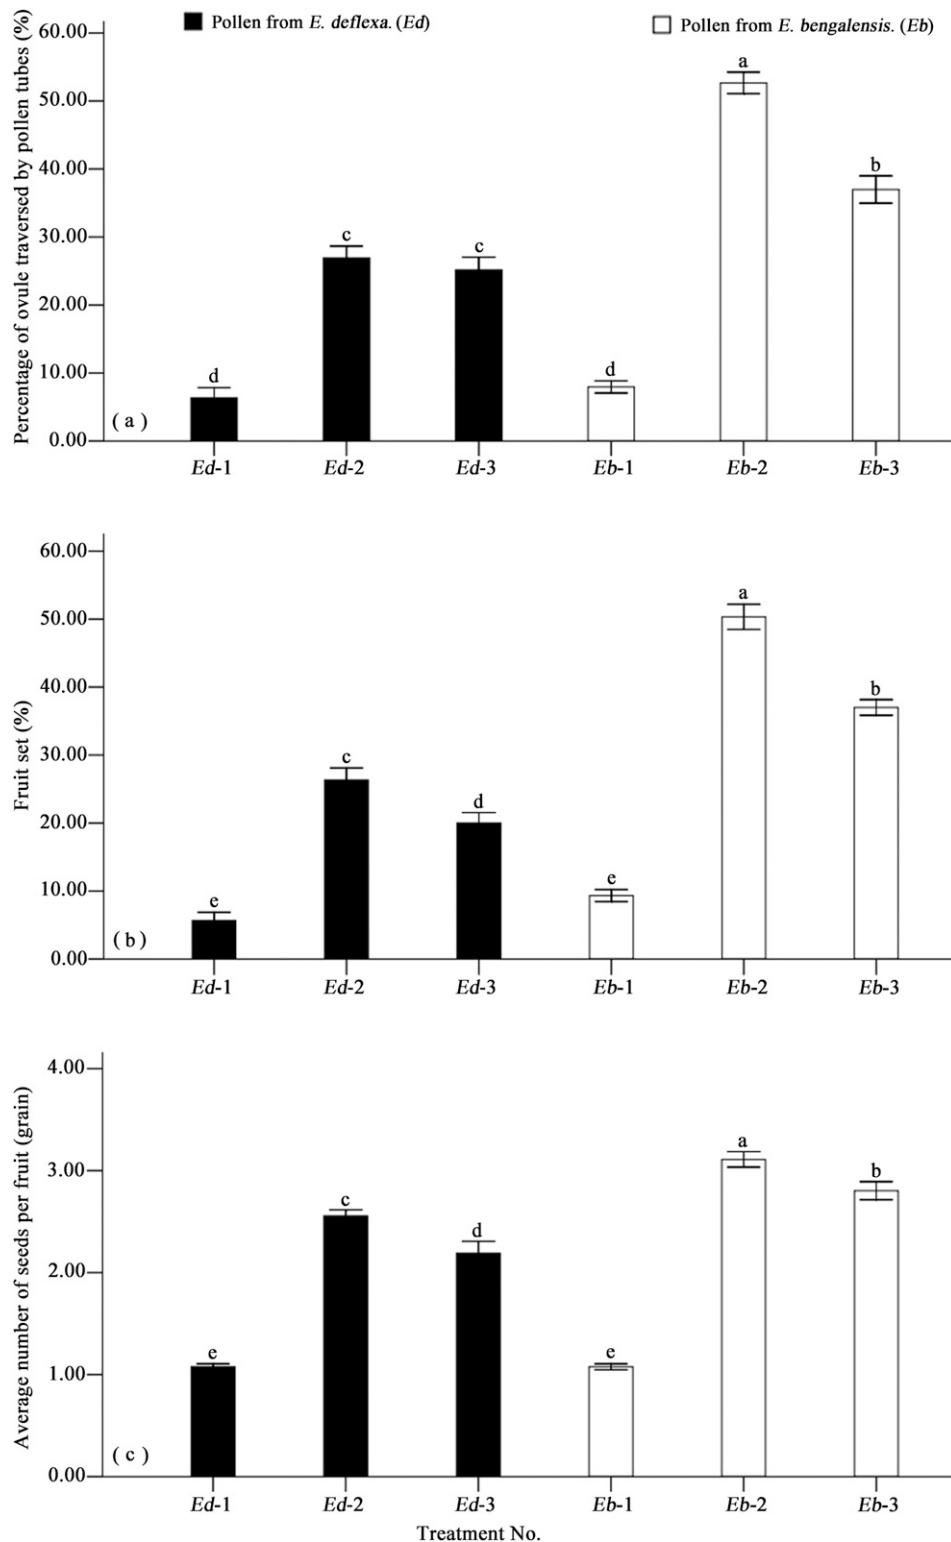 Pollen from E. deflexa. (Ed)
Pollen from E. bengalensis. (Eb)
Percentage of ovule traversed by pollen tubes (%)
60.00
50.00
40.00
30.00
20.00
10.00
0.00
d
c
c
d
a
b
( a )
Ed-1
Ed-2
Ed-3
Eb-1
Eb-2
Eb-3
Fruit set (%)
60.00
50.00
40.00
30.00
20.00
10.00
0.00
e
c
d
e
a
b
( b )
Ed-1
Ed-2
Ed-3
Eb-1
Eb-2
Eb-3
Average number of seeds per fruit (grain)
4.00
3.00
2.00
1.00
0.00
e
c
d
e
a
b
( c )
Ed-1
Ed-2
Ed-3
Eb-1
Eb-2
Eb-3
Treatment No.